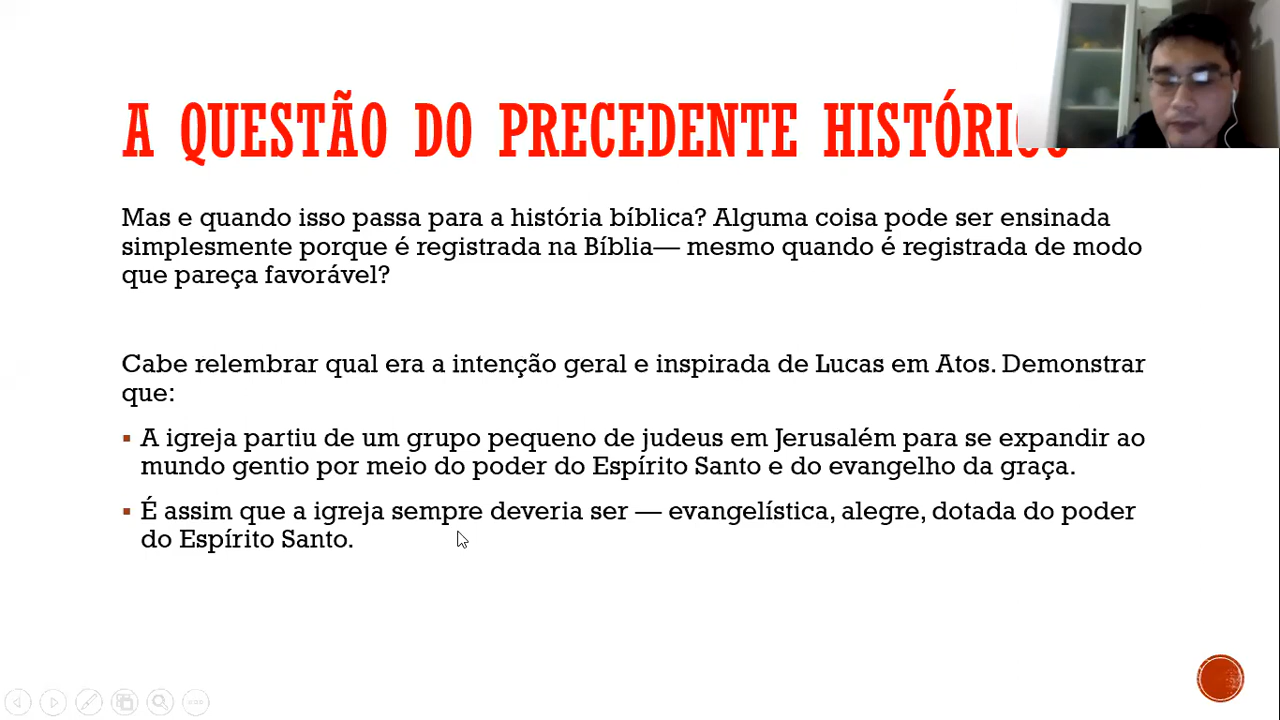 A QUESTÃO DO PRECEDENTE HISTÓRICO
Mas e quando isso passa para a história bíblica? Alguma coisa pode ser ensinada
simplesmente porque é registrada na Bíblia— mesmo quando é registrada de modo
que pareça favorável?
Cabe relembrar qual era a intenção geral e inspirada de Lucas em Atos. Demonstrar
que:
▪ A igreja partiu de um grupo pequeno de judeus em Jerusalém para se expandir ao
mundo gentio por meio do poder do Espírito Santo e do evangelho da graça.
▪ É assim que a igreja sempre deveria ser — evangelística, alegre, dotada do poder
do Espírito Santo.